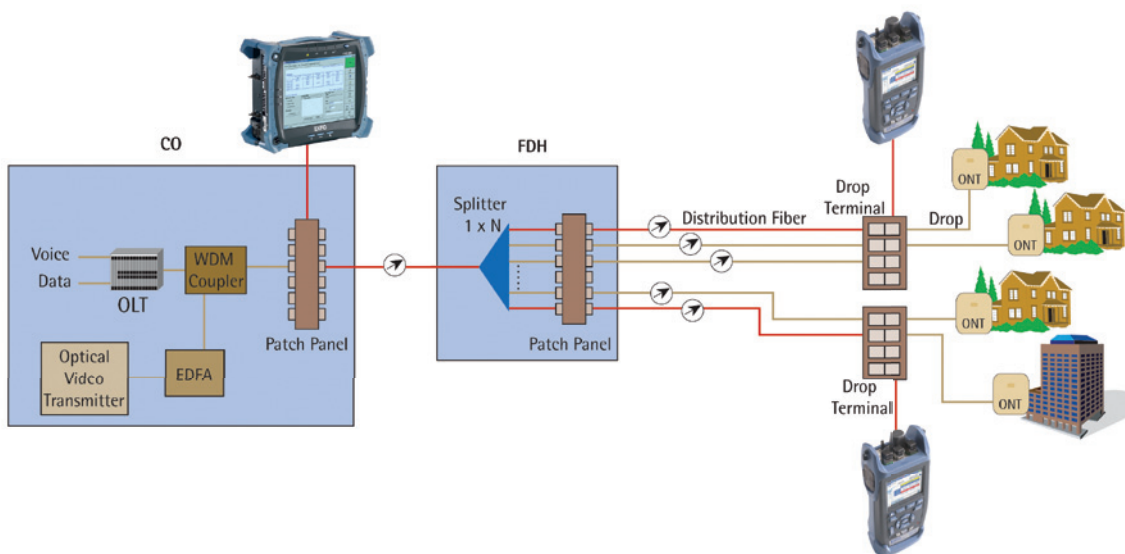 CO
EXFO
FDH
Voice
Data
OLT
WDM
Coupler
Patch Panel
Optical
Vidco
Transmitter
EDFA
Splitter
1 x N
Patch Panel
Distribution Fiber
Drop
Terminal
Drop
ONT
ONT
ONT
ONT
Drop
Terminal